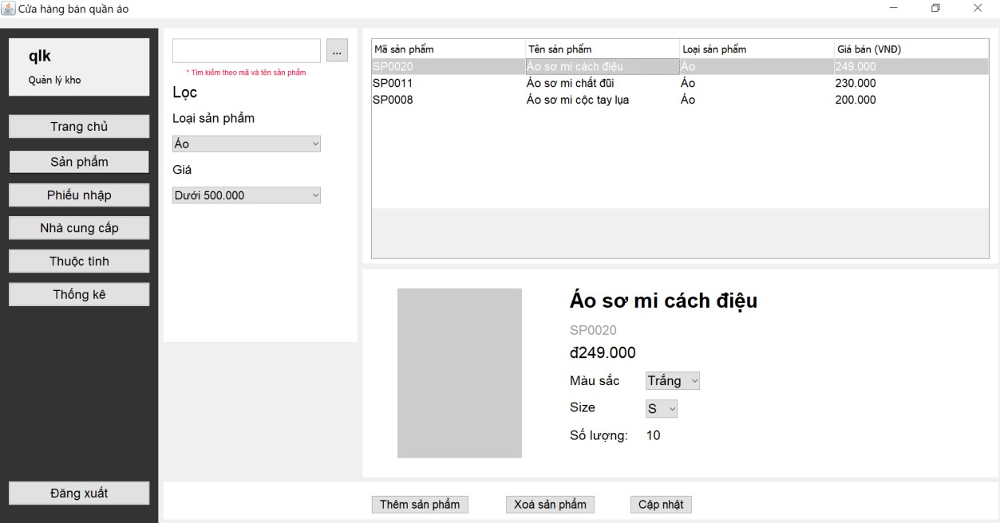 Cửa hàng bán quần áo
qlk
Quản lý kho
Trang chủ
Sản phẩm
Phiếu nhập
Nhà cung cấp
Thuộc tính
Thống kê
Đăng xuất
...
* Tìm kiếm theo mã và tên sản phẩm
Lọc
Loại sản phẩm
Áo
Giá
Dưới 500.000
Mã sản phẩm Tên sản phẩm Loại sản phẩm Giá bán (VNĐ)
SP0020 Áo sơ mi cách điệu Áo 249.000
SP0011 Áo sơ mi chất đũi Áo 230.000
SP0008 Áo sơ mi cộc tay lụa Áo 200.000
Áo sơ mi cách điệu
SP0020
đ249.000
Màu sắc Trắng
Size S
Số lượng: 10
Thêm sản phẩm Xoá sản phẩm Cập nhật